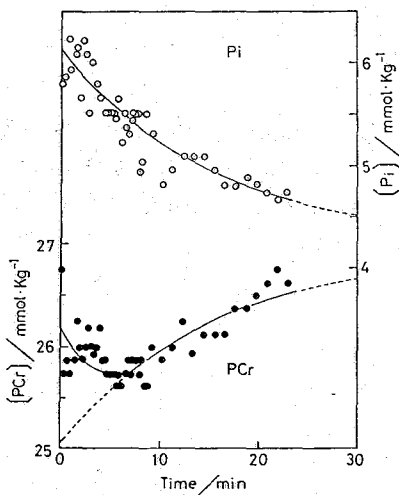 Pi
6
5
4
(Pi) / mmol·Kg⁻¹
27
26
25
(PCr) / mmol·Kg⁻¹
PCr
0 10 20 30
Time / min